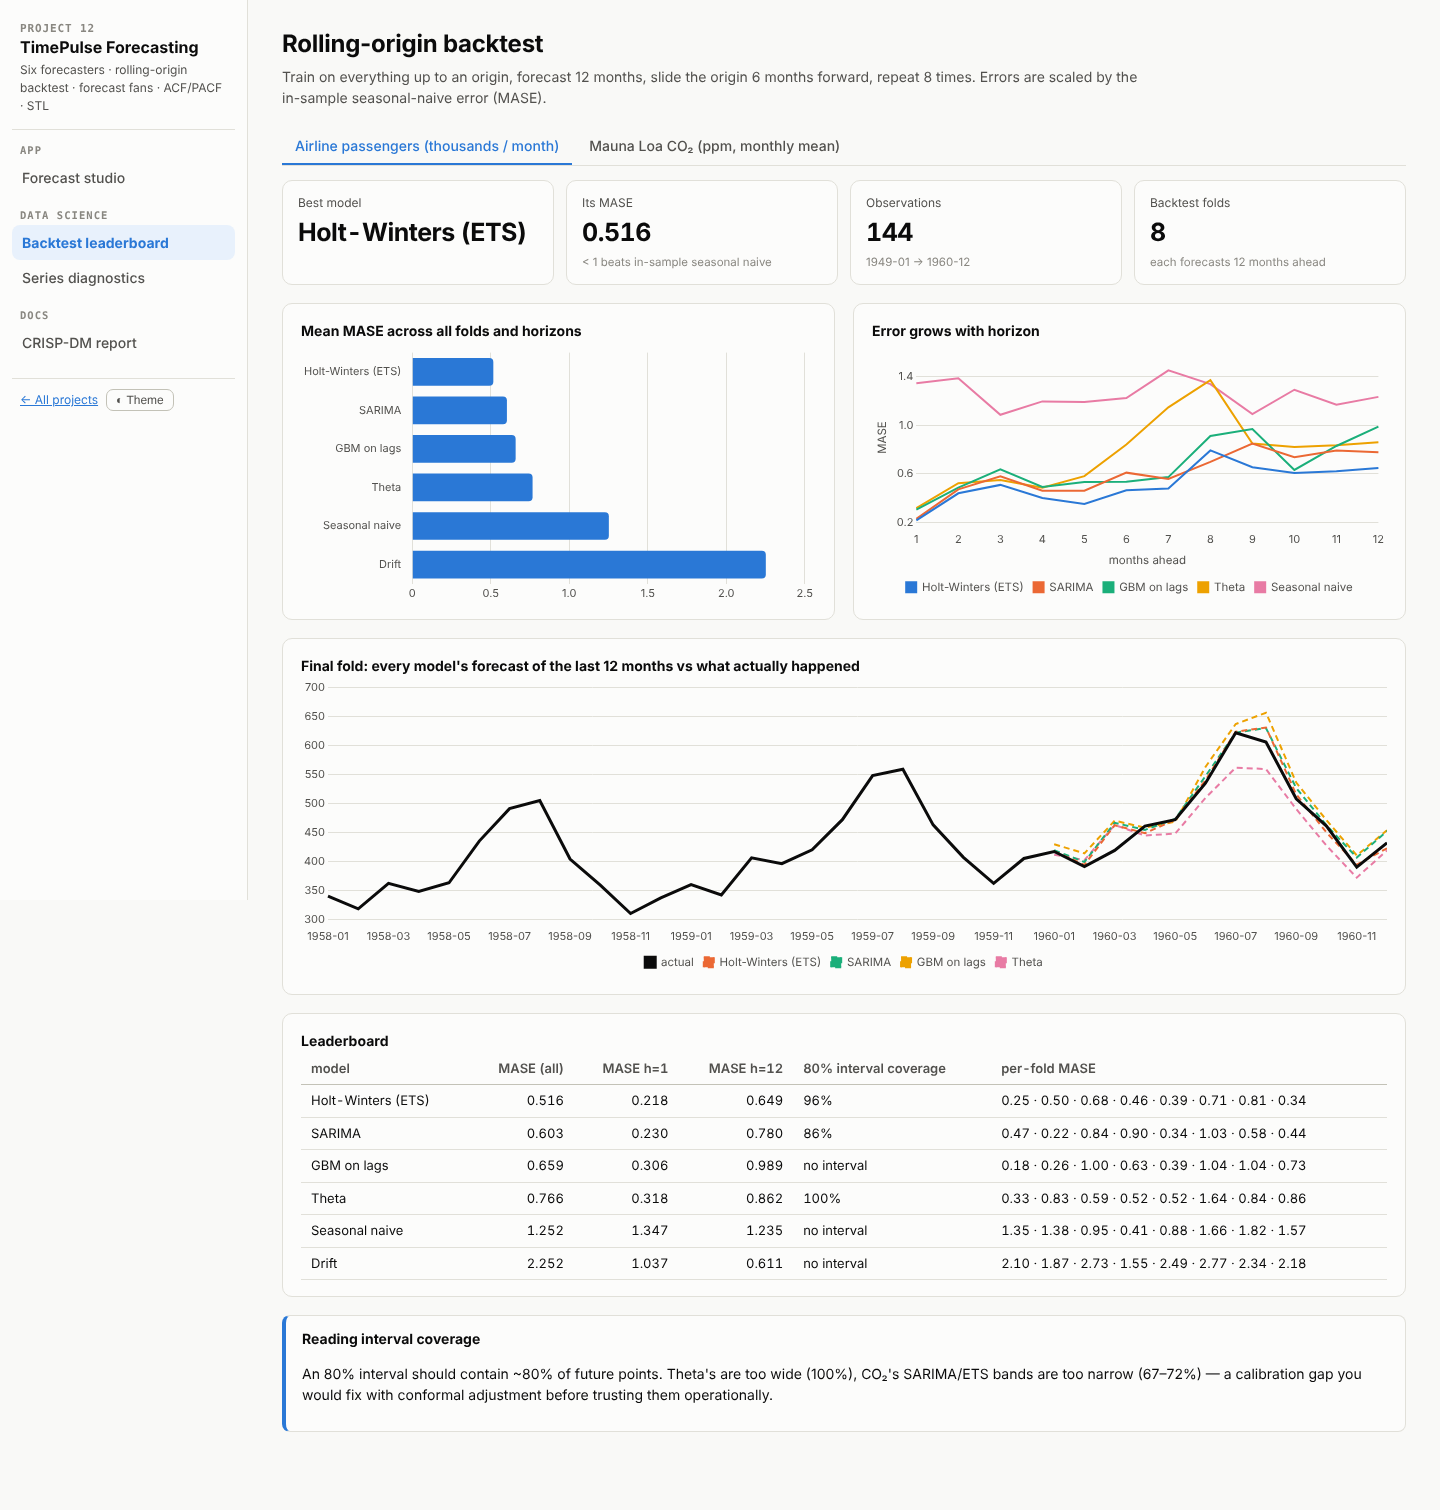 PROJECT 12
TimePulse Forecasting
Six forecasters · rolling-origin
backtest · forecast fans · ACF/PACF
· STL
APP
Forecast studio
DATA SCIENCE
Backtest leaderboard
Series diagnostics
DOCS
CRISP-DM report
← All projects
Theme
Rolling-origin backtest
Train on everything up to an origin, forecast 12 months, slide the origin 6 months forward, repeat 8 times. Errors are scaled by the
in-sample seasonal-naive error (MASE).
Airline passengers (thousands / month) Mauna Loa CO₂ (ppm, monthly mean)
Best model
Holt-Winters (ETS)
Its MASE
0.516
< 1 beats in-sample seasonal naive
Observations
144
1949-01 → 1960-12
Backtest folds
8
each forecasts 12 months ahead
Mean MASE across all folds and horizons
Holt-Winters (ETS)
SARIMA
GBM on lags
Theta
Seasonal naive
Drift
0 0.5 1.0 1.5 2.0 2.5
Error grows with horizon
MASE
1.4
1.0
0.6
0.2
1 2 3 4 5 6 7 8 9 10 11 12
months ahead
Holt-Winters (ETS) SARIMA GBM on lags Theta Seasonal naive
Final fold: every model's forecast of the last 12 months vs what actually happened
700
650
600
550
500
450
400
350
300
1958-01 1958-03 1958-05 1958-07 1958-09 1958-11 1959-01 1959-03 1959-05 1959-07 1959-09 1959-11 1960-01 1960-03 1960-05 1960-07 1960-09 1960-11
actual Holt-Winters (ETS) SARIMA GBM on lags Theta
Leaderboard
model MASE (all) MASE h=1 MASE h=12 80% interval coverage per-fold MASE
Holt-Winters (ETS) 0.516 0.218 0.649 96% 0.25 · 0.50 · 0.68 · 0.46 · 0.39 · 0.71 · 0.81 · 0.34
SARIMA 0.603 0.230 0.780 86% 0.47 · 0.22 · 0.84 · 0.90 · 0.34 · 1.03 · 0.58 · 0.44
GBM on lags 0.659 0.306 0.989 no interval 0.18 · 0.26 · 1.00 · 0.63 · 0.39 · 1.04 · 1.04 · 0.73
Theta 0.766 0.318 0.862 100% 0.33 · 0.83 · 0.59 · 0.52 · 0.52 · 1.64 · 0.84 · 0.86
Seasonal naive 1.252 1.347 1.235 no interval 1.35 · 1.38 · 0.95 · 0.41 · 0.88 · 1.66 · 1.82 · 1.57
Drift 2.252 1.037 0.611 no interval 2.10 · 1.87 · 2.73 · 1.55 · 2.49 · 2.77 · 2.34 · 2.18
Reading interval coverage
An 80% interval should contain ~80% of future points. Theta's are too wide (100%), CO₂'s SARIMA/ETS bands are too narrow (67–72%) — a calibration gap you
would fix with conformal adjustment before trusting them operationally.